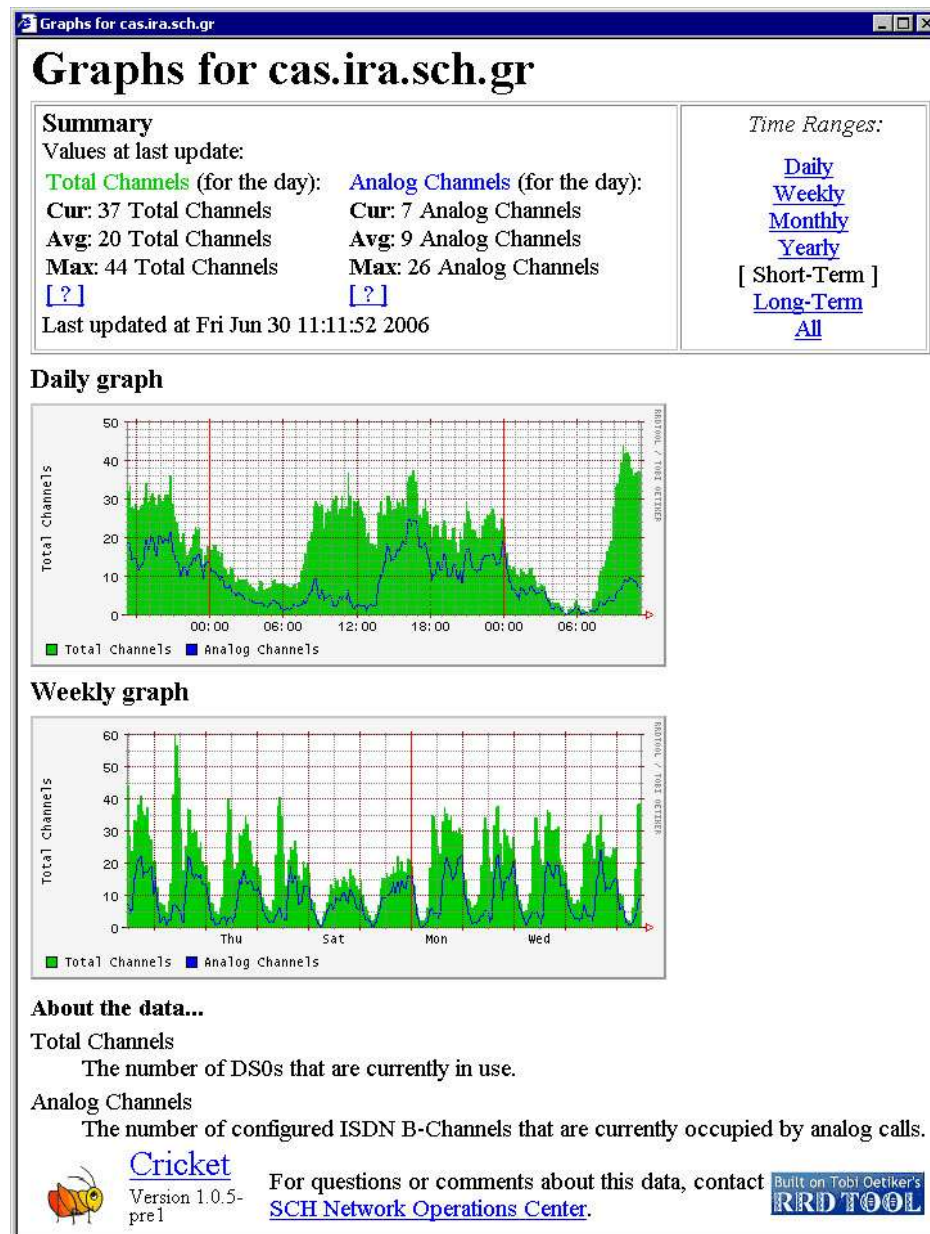 Graphs for cas.ira.sch.gr
Graphs for cas.ira.sch.gr
Summary
Values at last update:
Total Channels (for the day): Analog Channels (for the day):
Cur: 37 Total Channels Cur: 7 Analog Channels
Avg: 20 Total Channels Avg: 9 Analog Channels
Max: 44 Total Channels Max: 26 Analog Channels
[ ? ] [ ? ]
Last updated at Fri Jun 30 11:11:52 2006
Time Ranges:
Daily
Weekly
Monthly
Yearly
[ Short-Term ]
Long-Term
All
Daily graph
RRDTOOL / TOBI OETIKER
Total Channels
50
40
30
20
10
0
00:00 06:00 12:00 18:00 00:00 06:00
Total Channels Analog Channels
Weekly graph
RRDTOOL / TOBI OETIKER
Total Channels
60
50
40
30
20
10
0
Thu Sat Mon Wed
Total Channels Analog Channels
About the data...
Total Channels
The number of DS0s that are currently in use.
Analog Channels
The number of configured ISDN B-Channels that are currently occupied by analog calls.
Cricket
Version 1.0.5-
pre1
For questions or comments about this data, contact
SCH Network Operations Center.
Built on Tobi Oetiker's
RRDTOOL